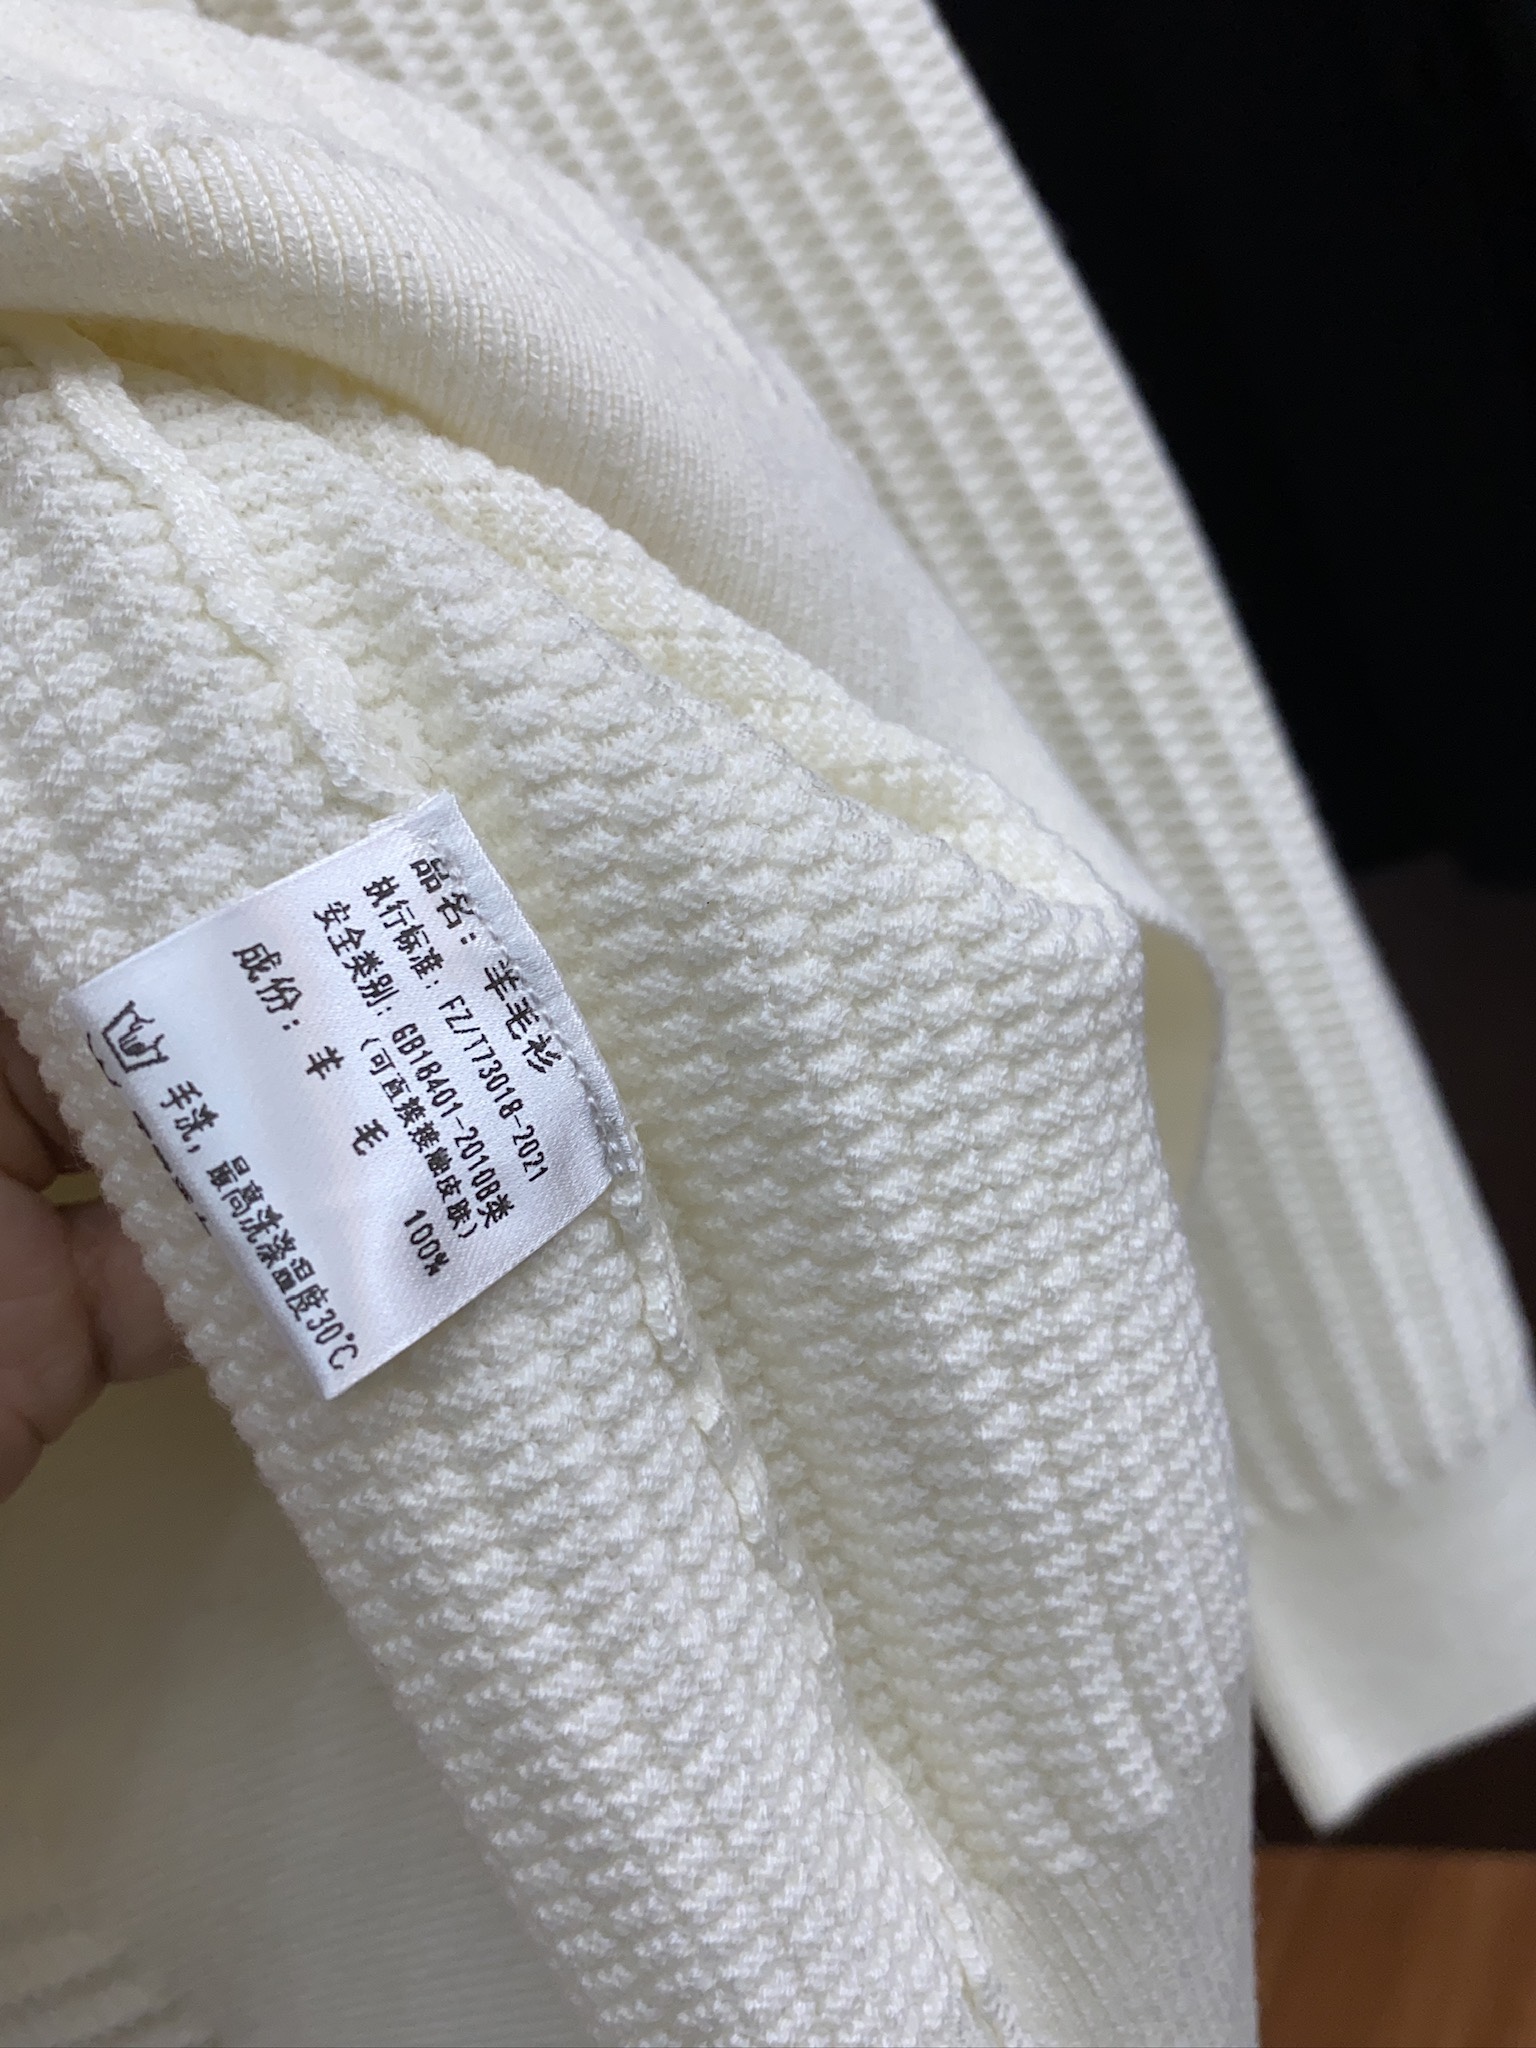 品名：羊毛衫
执行标准：FZ/T73018-2021
安全类别：GB18401-2010B类
（可直接接触皮肤）
成份：羊毛 100%
手洗，最高洗涤温度30℃